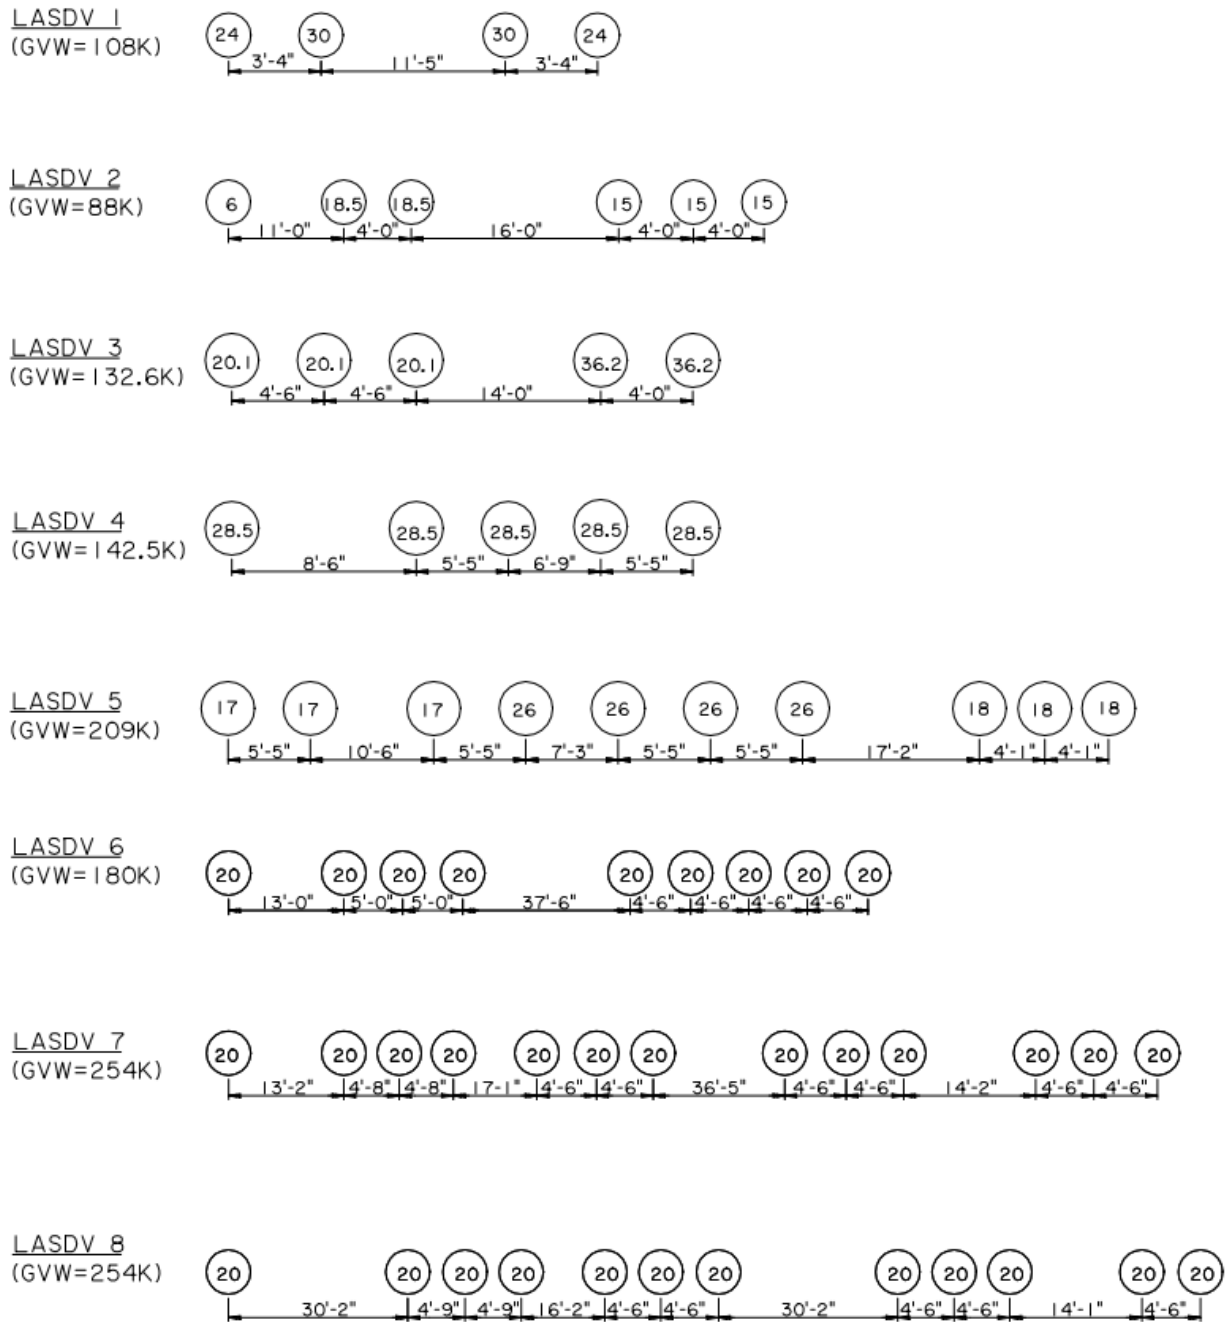 LASDV 1
(GVW=108K)
24 30 30 24
3'-4" 11'-5" 3'-4"
LASDV 2
(GVW=88K)
6 18.5 18.5 15 15 15
11'-0" 4'-0" 16'-0" 4'-0" 4'-0"
LASDV 3
(GVW=132.6K)
20.1 20.1 20.1 36.2 36.2
4'-6" 4'-6" 14'-0" 4'-0"
LASDV 4
(GVW=142.5K)
28.5 28.5 28.5 28.5 28.5
8'-6" 5'-5" 6'-9" 5'-5"
LASDV 5
(GVW=209K)
17 17 17 26 26 26 26 18 18 18
5'-5" 10'-6" 5'-5" 7'-3" 5'-5" 5'-5" 17'-2" 4'-1" 4'-1"
LASDV 6
(GVW=180K)
20 20 20 20 20 20 20 20 20
13'-0" 5'-0" 5'-0" 37'-6" 4'-6" 4'-6" 4'-6" 4'-6"
LASDV 7
(GVW=254K)
20 20 20 20 20 20 20 20 20 20 20 20 20
13'-2" 4'-8" 4'-8" 17'-1" 4'-6" 4'-6" 36'-5" 4'-6" 4'-6" 14'-2" 4'-6" 4'-6"
LASDV 8
(GVW=254K)
20 20 20 20 20 20 20 20 20 20 20 20
30'-2" 4'-9" 4'-9" 16'-2" 4'-6" 4'-6" 30'-2" 4'-6" 4'-6" 14'-1" 4'-6"